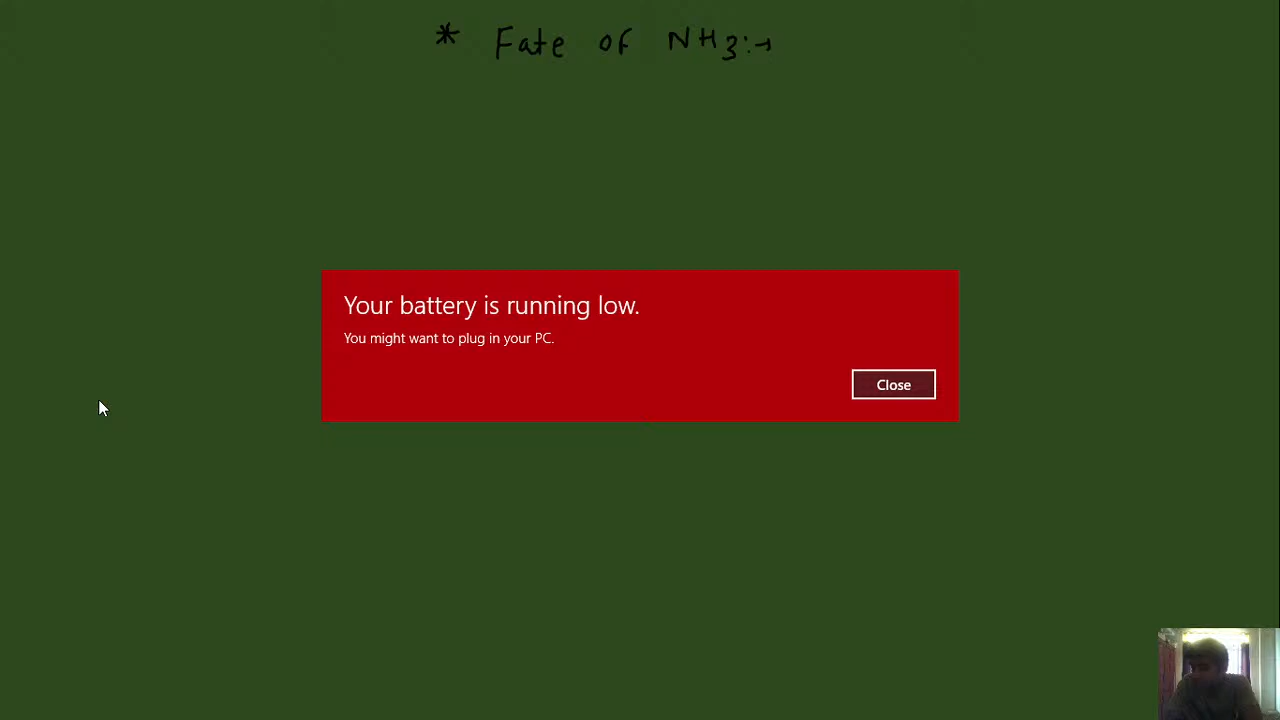 * Fate of NH3:→
Your battery is running low.
You might want to plug in your PC.
Close